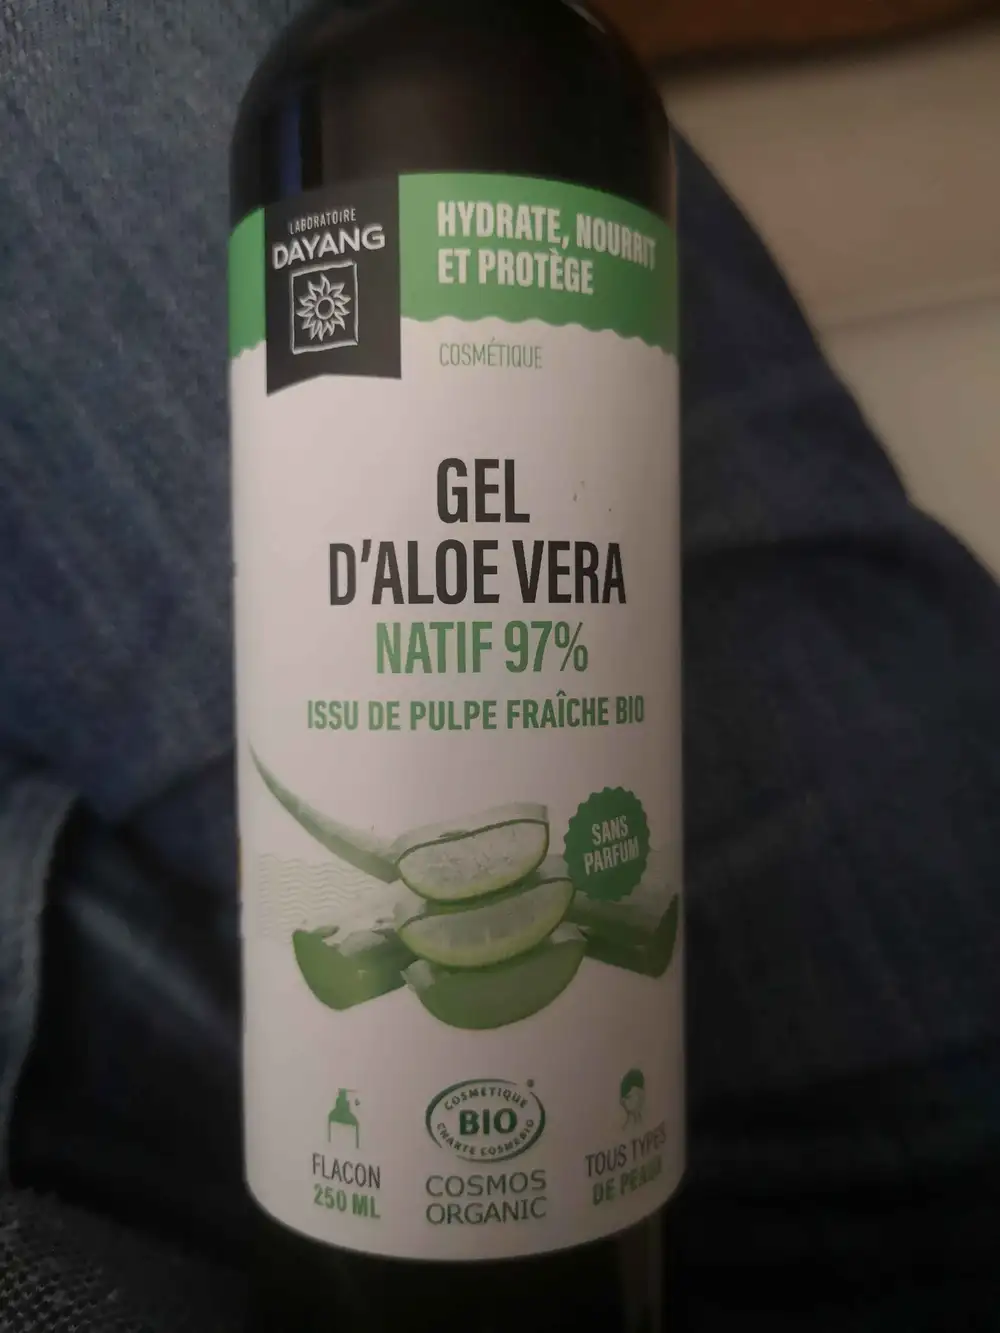 LABORATOIRE
DAYANG
HYDRATE, NOURRIT
ET PROTÈGE
COSMÉTIQUE
GEL
D'ALOE VERA
NATIF 97%
ISSU DE PULPE FRAÎCHE BIO
SANS
PARFUM
FLACON
250 ML
COSMETIQUE
BIO
CHARTE COSMEBIO
COSMOS
ORGANIC
TOUS TYPES
DE PEAUX